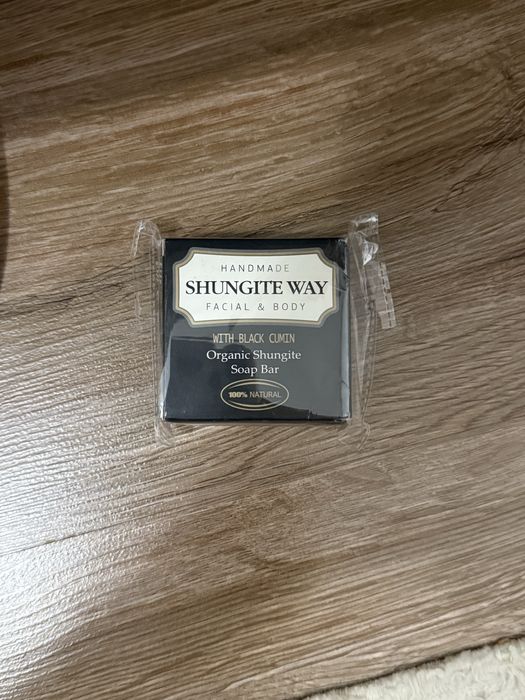 HANDMADE
SHUNGITE WAY
FACIAL & BODY
WITH BLACK CUMIN
Organic Shungite
Soap Bar
100% NATURAL